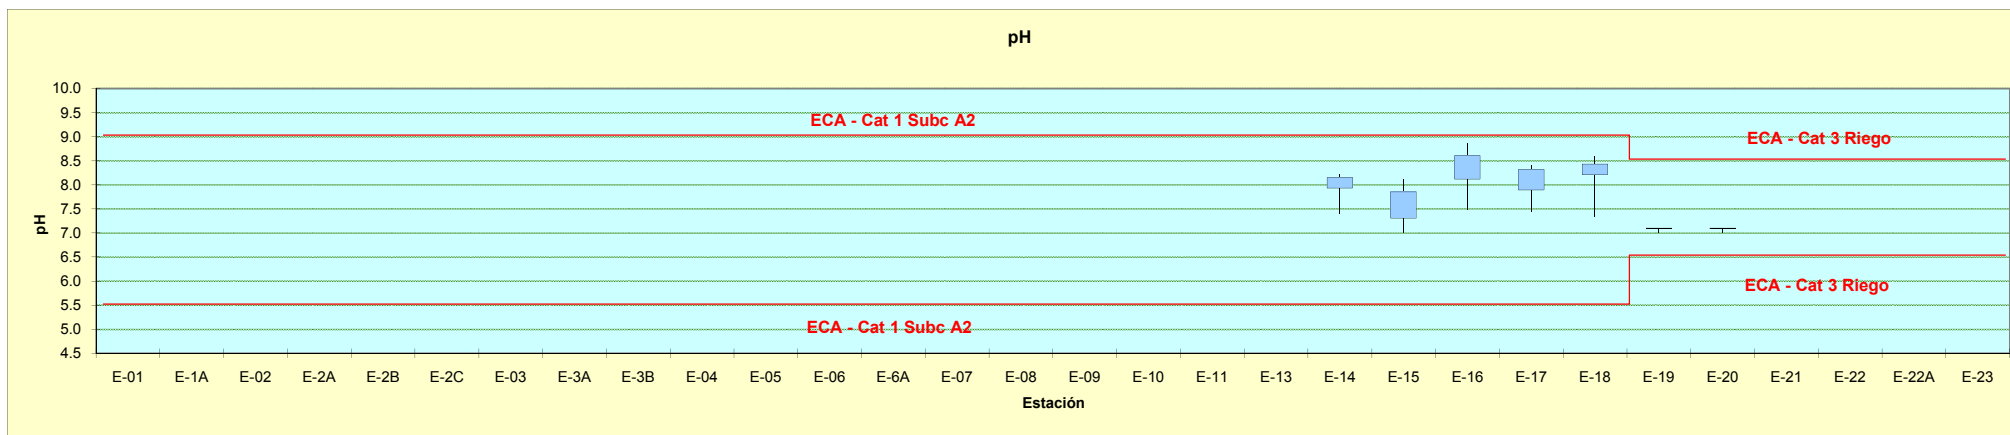 pH
10.0
9.5
9.0
8.5
8.0
7.5
7.0
6.5
6.0
5.5
5.0
4.5
pH
ECA - Cat 1 Subc A2
ECA - Cat 3 Riego
ECA - Cat 3 Riego
ECA - Cat 1 Subc A2
E-01 E-1A E-02 E-2A E-2B E-2C E-03 E-3A E-3B E-04 E-05 E-06 E-6A E-07 E-08 E-09 E-10 E-11 E-13 E-14 E-15 E-16 E-17 E-18 E-19 E-20 E-21 E-22 E-22A E-23
Estación